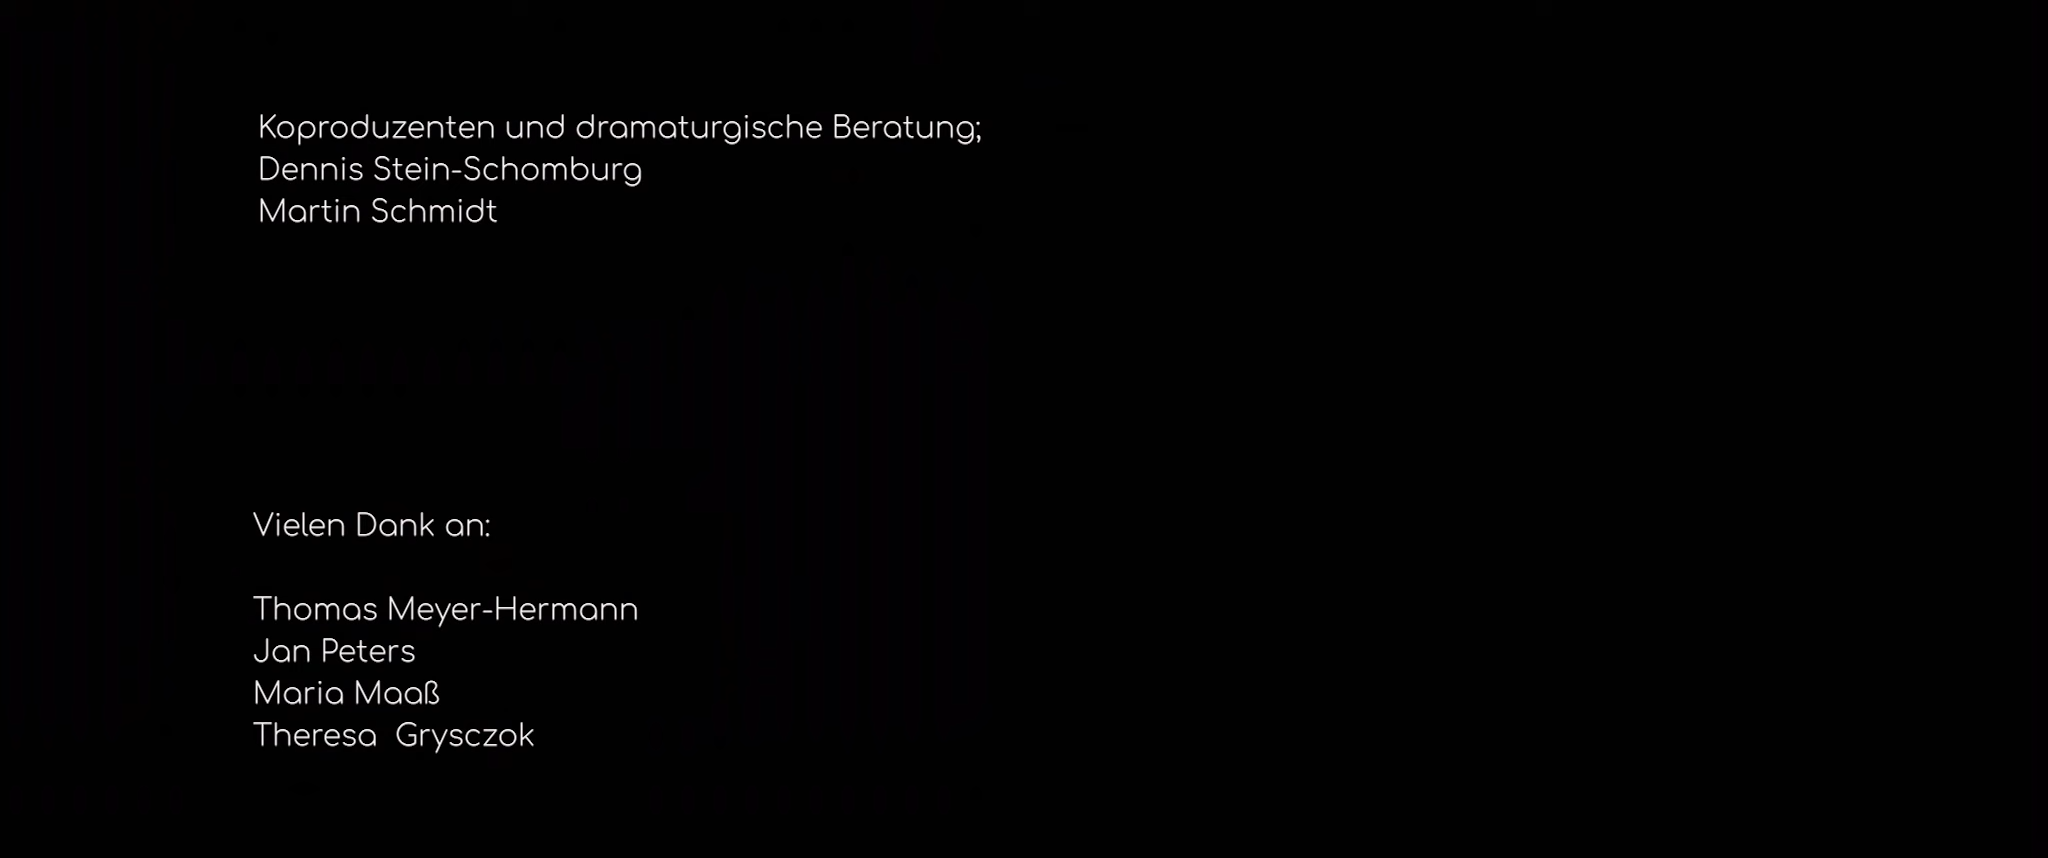 Koproduzenten und dramaturgische Beratung;
Dennis Stein-Schomburg
Martin Schmidt
Vielen Dank an:
Thomas Meyer-Hermann
Jan Peters
Maria Maaß
Theresa  Grysczok